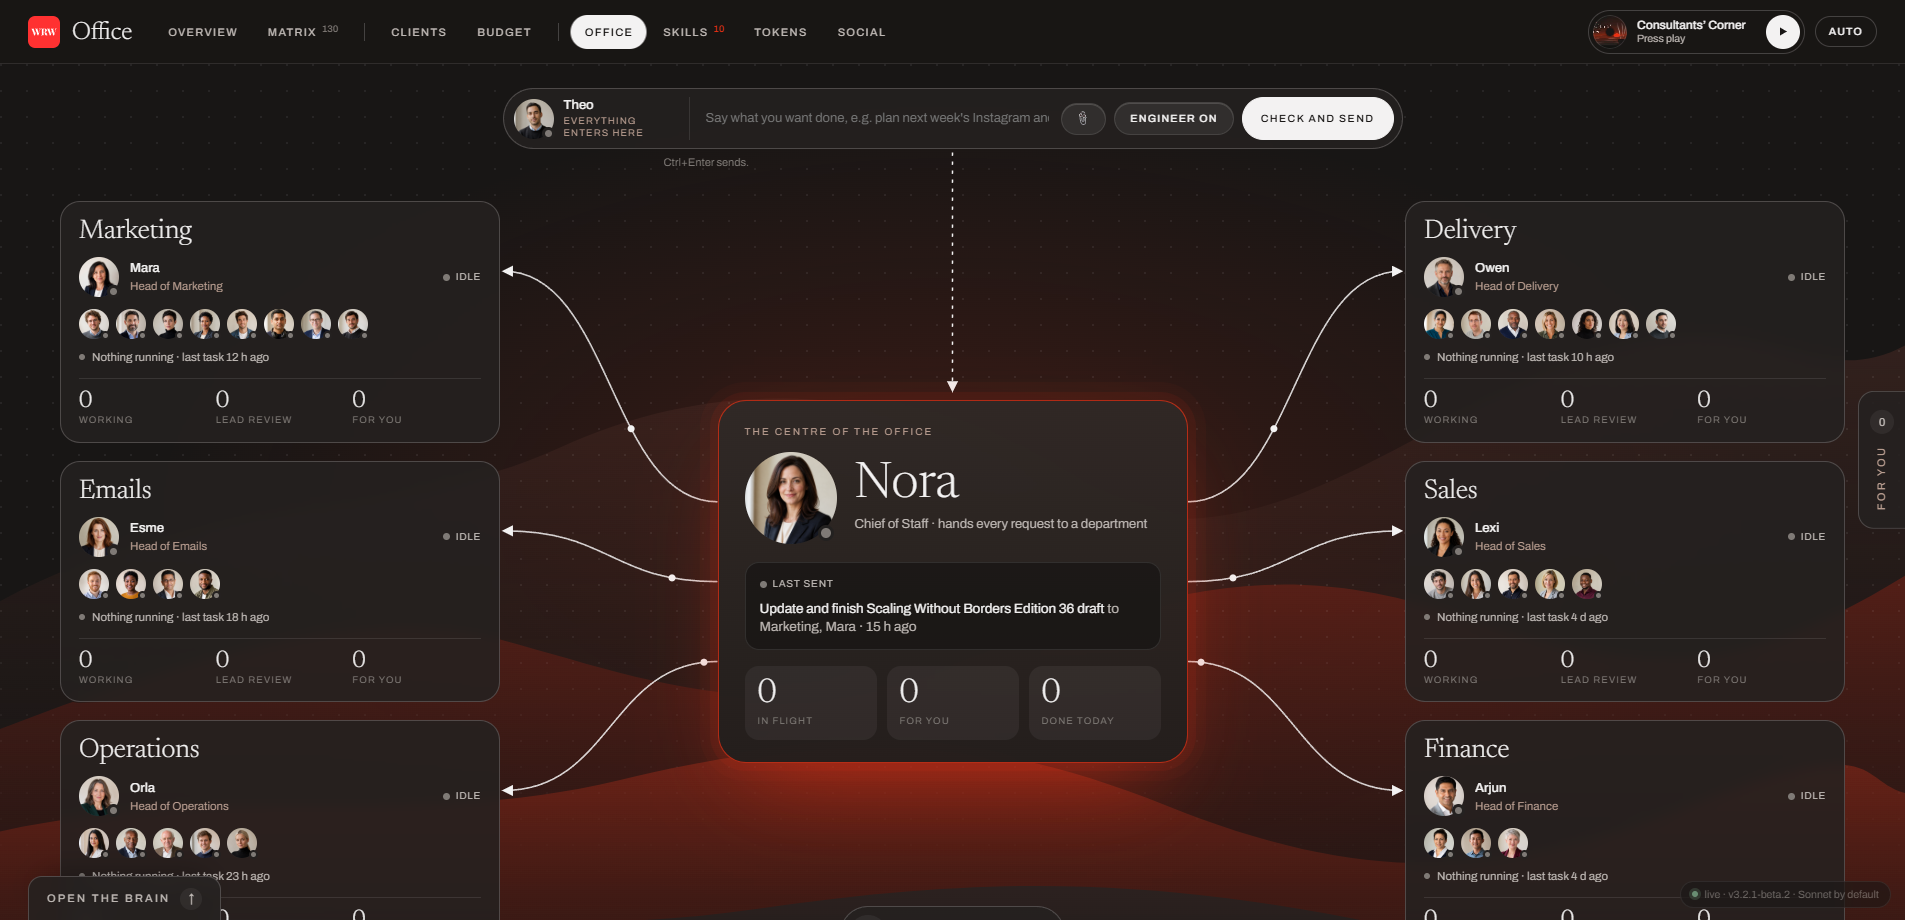 WRW Office OVERVIEW MATRIX 130 CLIENTS BUDGET OFFICE SKILLS 10 TOKENS SOCIAL
Consultants' Corner
Press play
AUTO
Theo
EVERYTHING
ENTERS HERE
Say what you want done, e.g. plan next week's Instagram an
ENGINEER ON
CHECK AND SEND
Ctrl+Enter sends.
Marketing
Mara
Head of Marketing
IDLE
Nothing running · last task 12 h ago
0 0 0
WORKING LEAD REVIEW FOR YOU
Emails
Esme
Head of Emails
IDLE
Nothing running · last task 18 h ago
0 0 0
WORKING LEAD REVIEW FOR YOU
Operations
Orla
Head of Operations
IDLE
Nothing running · last task 23 h ago
OPEN THE BRAIN ↑
THE CENTRE OF THE OFFICE
Nora
Chief of Staff · hands every request to a department
LAST SENT
Update and finish Scaling Without Borders Edition 36 draft to
Marketing, Mara · 15 h ago
0 0 0
IN FLIGHT FOR YOU DONE TODAY
Delivery
Owen
Head of Delivery
IDLE
Nothing running · last task 10 h ago
0 0 0
WORKING LEAD REVIEW FOR YOU
Sales
Lexi
Head of Sales
IDLE
Nothing running · last task 4 d ago
0 0 0
WORKING LEAD REVIEW FOR YOU
Finance
Arjun
Head of Finance
IDLE
Nothing running · last task 4 d ago
0
FOR YOU
live · v3.2.1-beta.2 · Sonnet by default